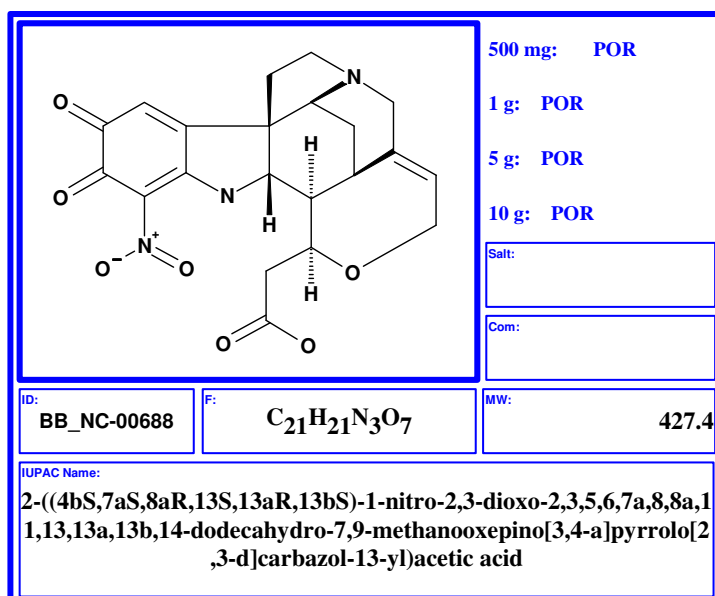 500 mg: POR
1 g: POR
5 g: POR
10 g: POR
N
O
H
O
N
H
N+
O−
O
O
H
O
O
Salt:
Com:
ID:
BB_NC-00688
F:
C21H21N3O7
MW:
427.4
IUPAC Name:
2-((4bS,7aS,8aR,13S,13aR,13bS)-1-nitro-2,3-dioxo-2,3,5,6,7a,8,8a,1
1,13,13a,13b,14-dodecahydro-7,9-methanooxepino[3,4-a]pyrrolo[2
,3-d]carbazol-13-yl)acetic acid